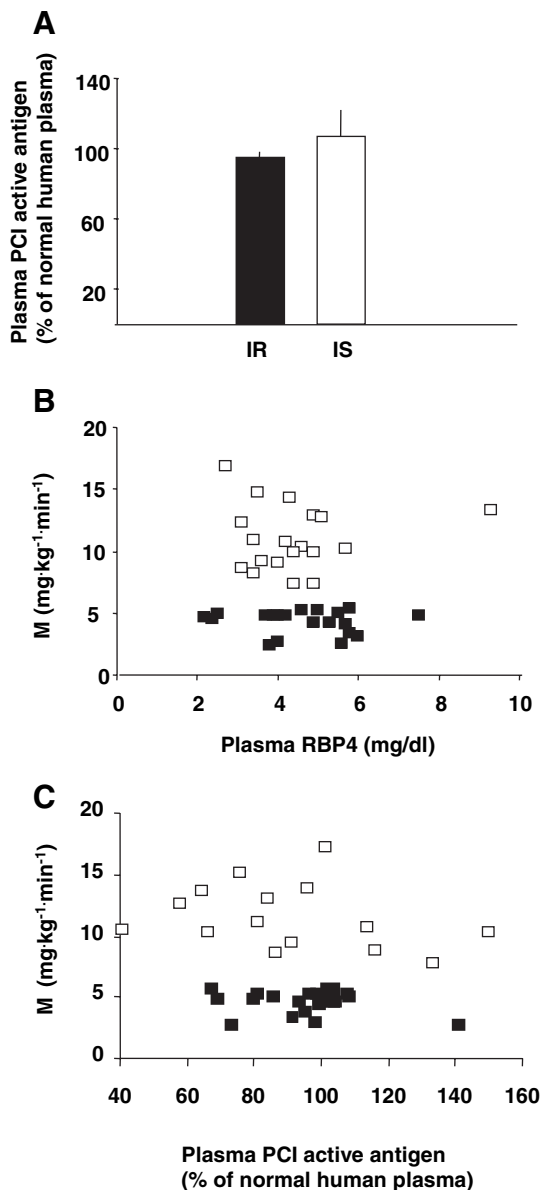 A
Plasma PCI active antigen
(% of normal human plasma)
140
100
60
20
IR
IS
B
M (mg·kg⁻¹·min⁻¹)
20
15
10
5
0
0 2 4 6 8 10
Plasma RBP4 (mg/dl)
C
M (mg·kg⁻¹·min⁻¹)
20
15
10
5
0
40 60 80 100 120 140 160
Plasma PCI active antigen
(% of normal human plasma)